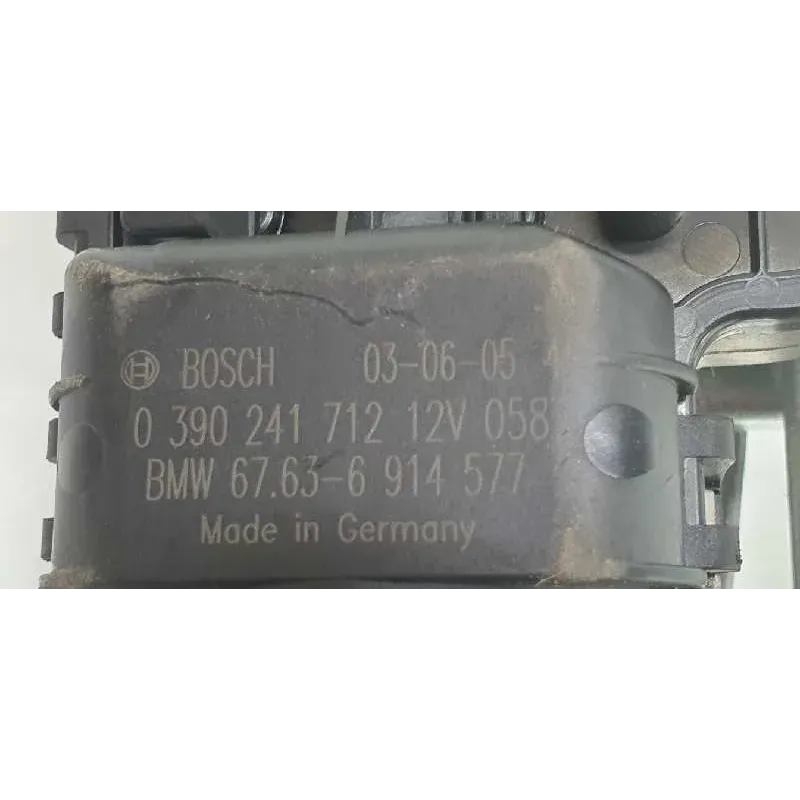 BOSCH 03-06-05
0 390 241 712 12V 058
BMW 67.63-6 914 577
Made in Germany